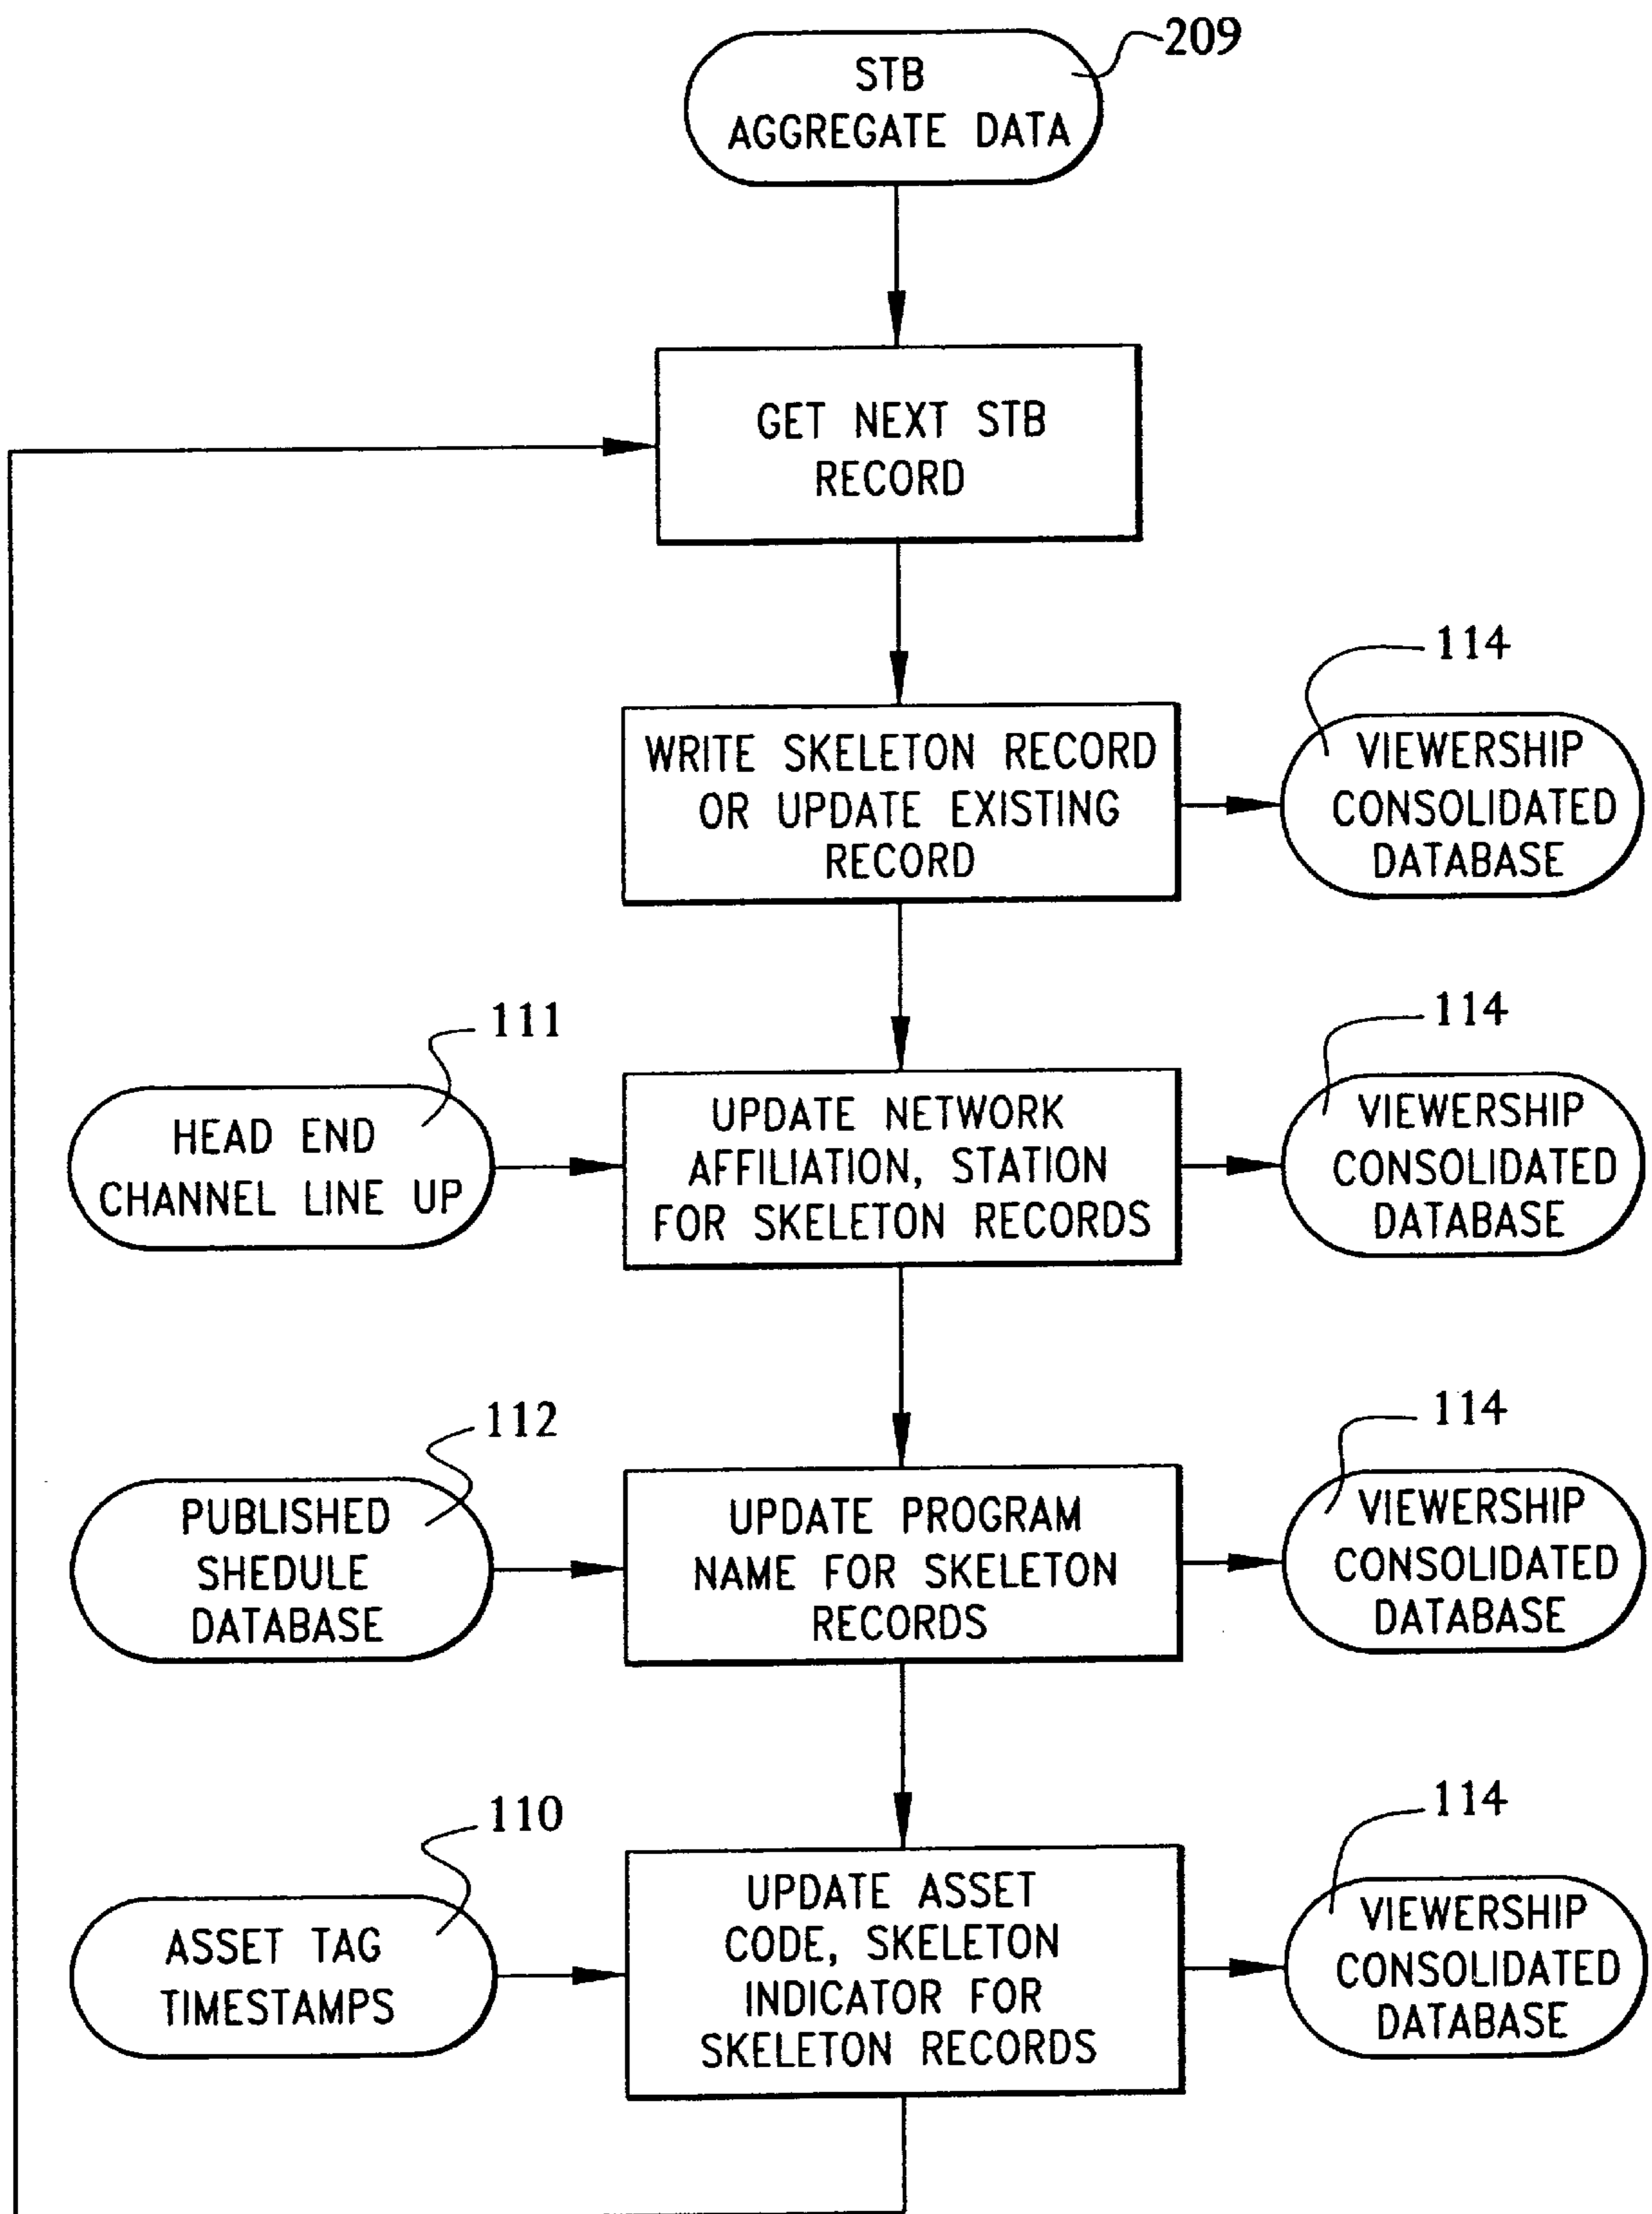 209
STB
AGGREGATE DATA
GET NEXT STB
RECORD
114
WRITE SKELETON RECORD
OR UPDATE EXISTING
RECORD
VIEWERSHIP
CONSOLIDATED
DATABASE
111
114
HEAD END
CHANNEL LINE UP
UPDATE NETWORK
AFFILIATION, STATION
FOR SKELETON RECORDS
VIEWERSHIP
CONSOLIDATED
DATABASE
112
114
PUBLISHED
SHEDULE
DATABASE
UPDATE PROGRAM
NAME FOR SKELETON
RECORDS
VIEWERSHIP
CONSOLIDATED
DATABASE
110
114
ASSET TAG
TIMESTAMPS
UPDATE ASSET
CODE, SKELETON
INDICATOR FOR
SKELETON RECORDS
VIEWERSHIP
CONSOLIDATED
DATABASE